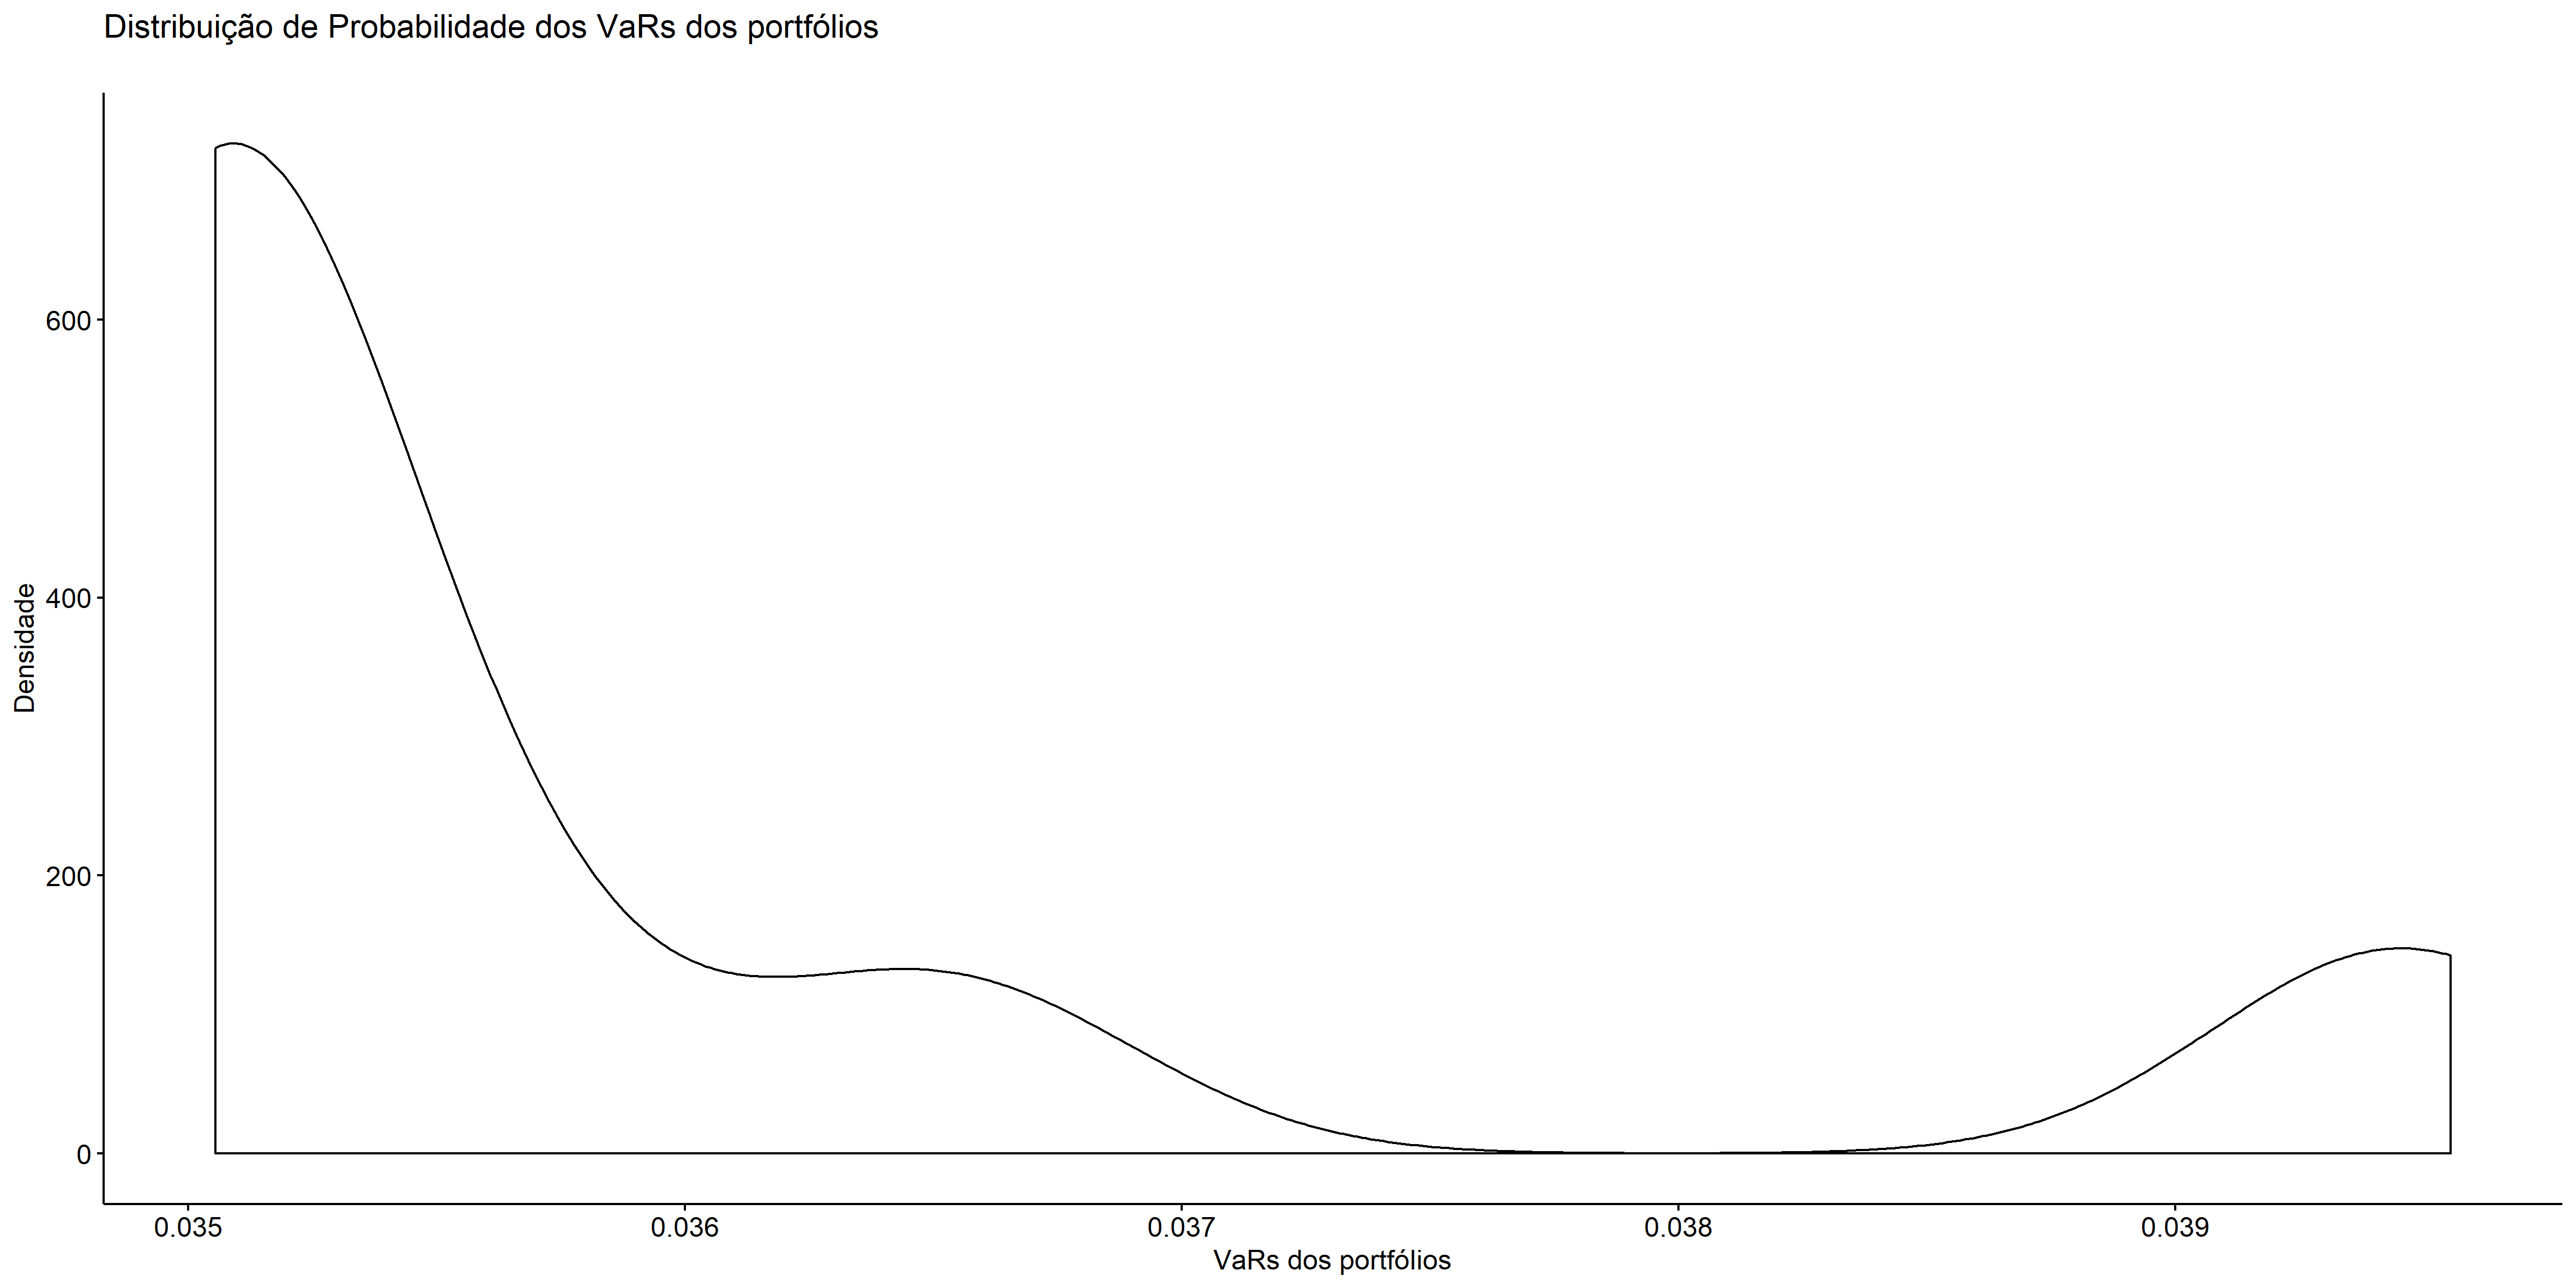 Distribuição de Probabilidade dos VaRs dos portfólios
600
400
200
0
Densidade
0.035 0.036 0.037 0.038 0.039
VaRs dos portfólios